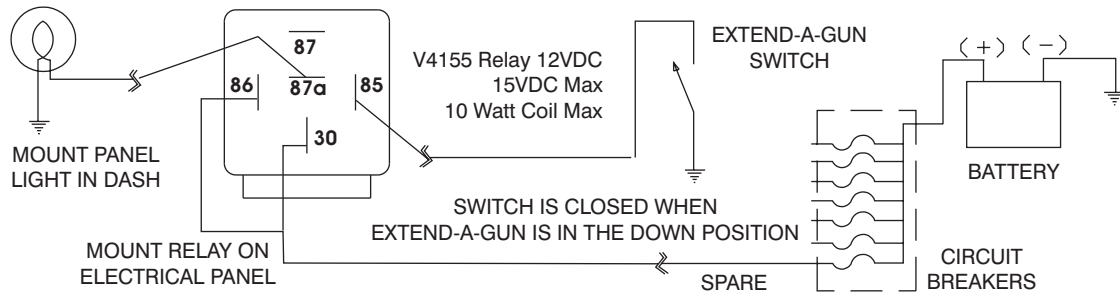 (+) (-)
87
86
87a
85
30
V4155 Relay 12VDC
15VDC Max
10 Watt Coil Max
EXTEND-A-GUN
SWITCH
MOUNT PANEL
LIGHT IN DASH
BATTERY
SWITCH IS CLOSED WHEN
EXTEND-A-GUN IS IN THE DOWN POSITION
MOUNT RELAY ON
ELECTRICAL PANEL
SPARE
CIRCUIT
BREAKERS